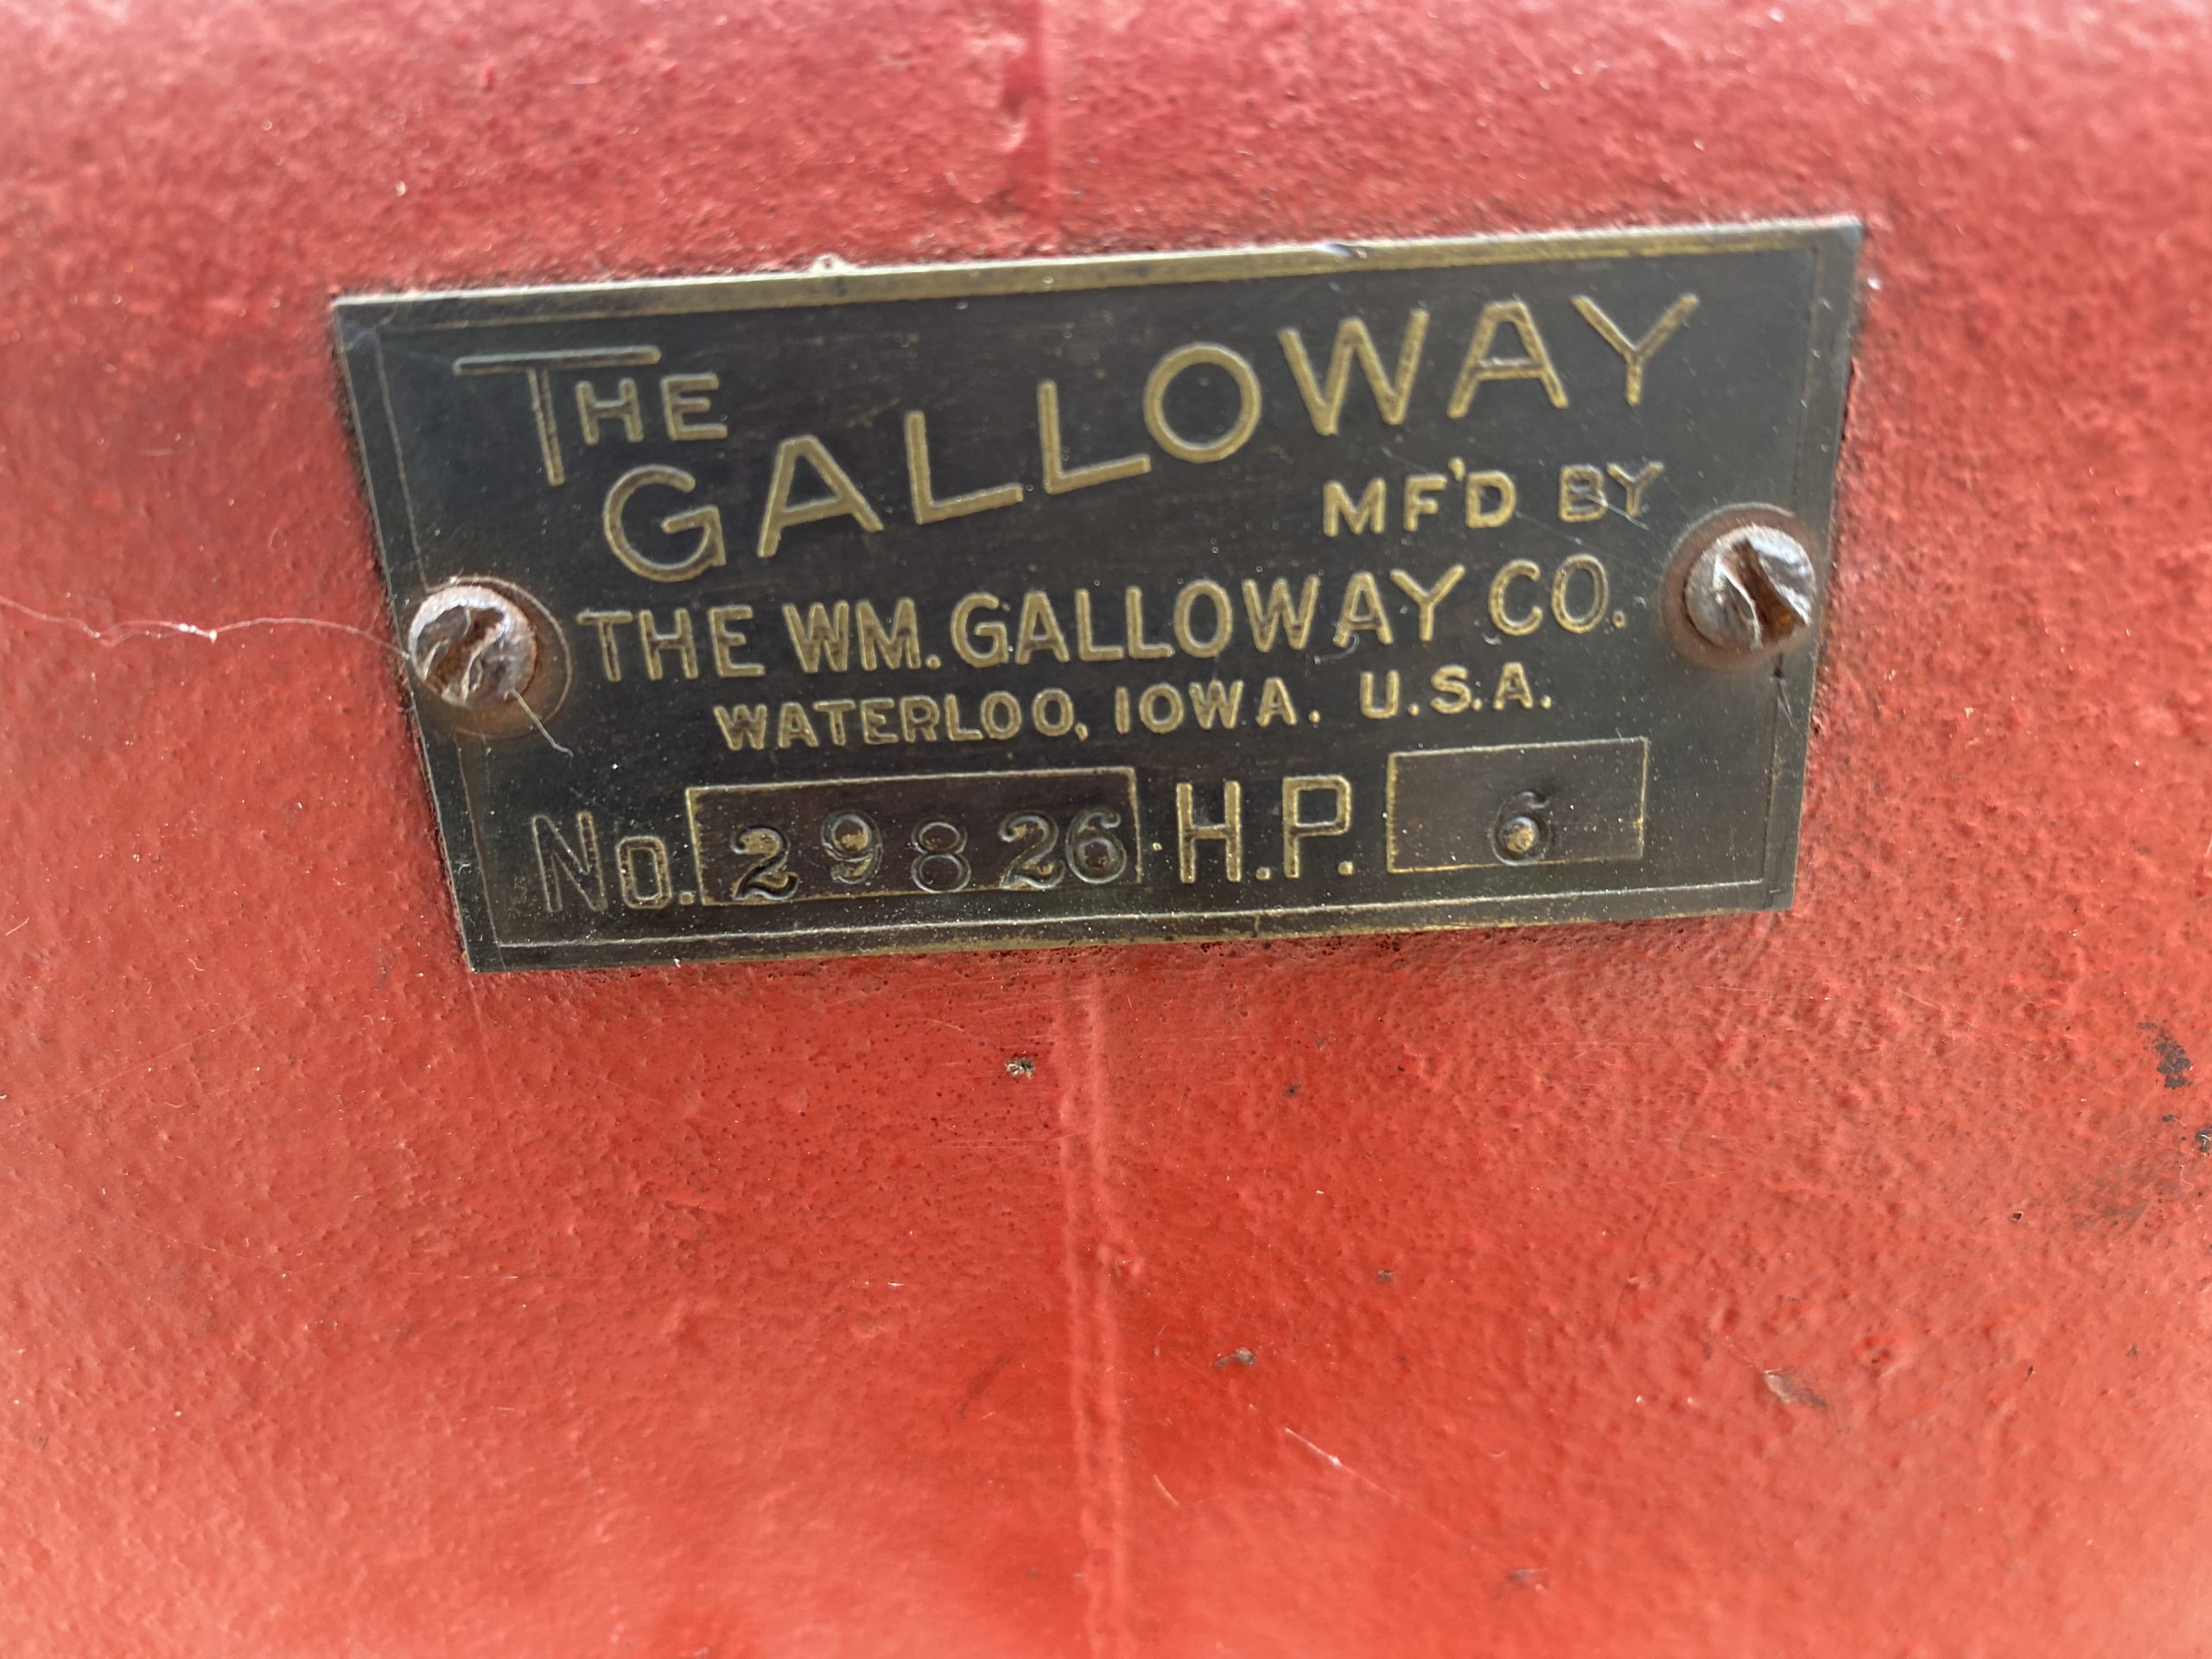 THE
GALLOWAY
MF'D BY
THE WM. GALLOWAY CO.
WATERLOO, IOWA. U.S.A.
No. 29826 H.P. 6